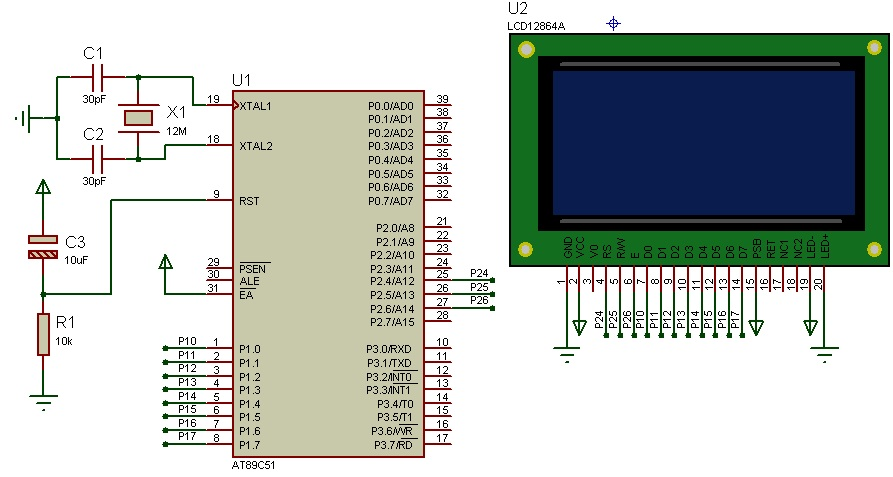 U2
LCD12864A
C1
30pF
X1
12M
C2
30pF
C3
10uF
R1
10k
U1
19 XTAL1
18 XTAL2
9 RST
29 PSEN
30 ALE
31 EA
P10 1 P1.0
P11 2 P1.1
P12 3 P1.2
P13 4 P1.3
P14 5 P1.4
P15 6 P1.5
P16 7 P1.6
P17 8 P1.7
P0.0/AD0 39
P0.1/AD1 38
P0.2/AD2 37
P0.3/AD3 36
P0.4/AD4 35
P0.5/AD5 34
P0.6/AD6 33
P0.7/AD7 32
P2.0/A8 21
P2.1/A9 22
P2.2/A10 23
P2.3/A11 24
P2.4/A12 25 P24
P2.5/A13 26 P25
P2.6/A14 27 P26
P2.7/A15 28
P3.0/RXD 10
P3.1/TXD 11
P3.2/INT0 12
P3.3/INT1 13
P3.4/T0 14
P3.5/T1 15
P3.6/WR 16
P3.7/RD 17
AT89C51
GND VCC V0 RS R/W E D0 D1 D2 D3 D4 D5 D6 D7 PSB RET NC1 NC2 LED- LED+
1 2 3 4 5 6 7 8 9 10 11 12 13 14 15 16 17 18 19 20
P24 P25 P26 P10 P11 P12 P13 P14 P15 P16 P17